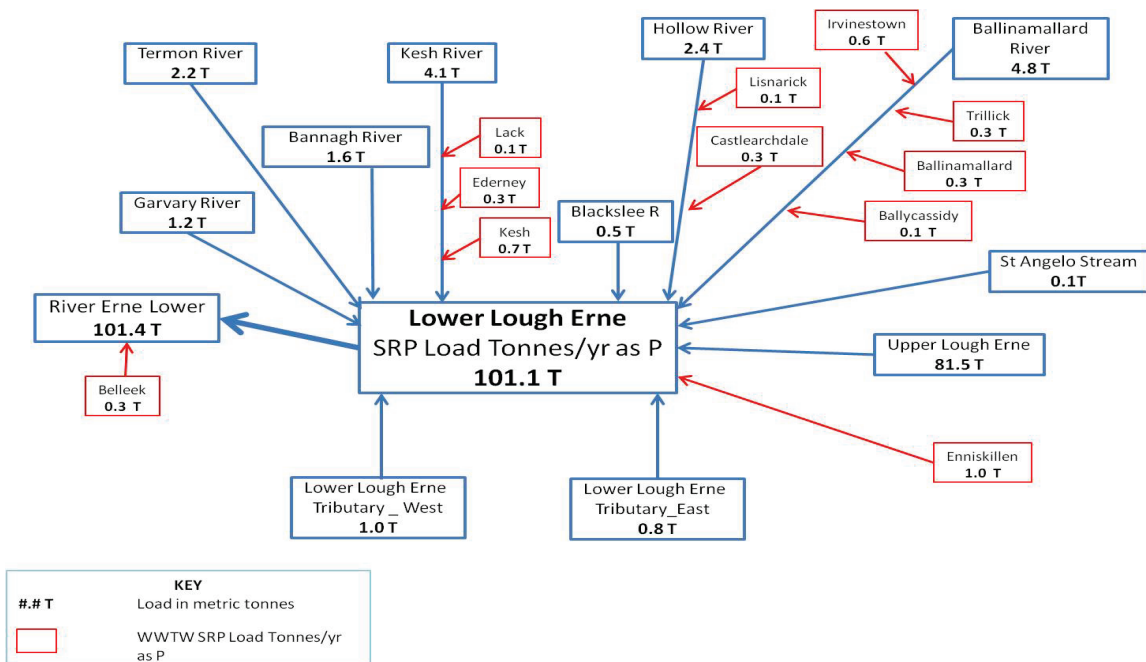 Termon River
2.2 T
Kesh River
4.1 T
Hollow River
2.4 T
Irvinestown
0.6 T
Ballinamallard
River
4.8 T
Bannagh River
1.6 T
Lack
0.1 T
Lisnarick
0.1 T
Trillick
0.3 T
Castlearchdale
0.3 T
Ballinamallard
0.3 T
Ederney
0.3 T
Garvary River
1.2 T
Kesh
0.7 T
Blackslee R
0.5 T
Ballycassidy
0.1 T
St Angelo Stream
0.1T
River Erne Lower
101.4 T
Lower Lough Erne
SRP Load Tonnes/yr as P
101.1 T
Upper Lough Erne
81.5 T
Belleek
0.3 T
Enniskillen
1.0 T
Lower Lough Erne
Tributary _ West
1.0 T
Lower Lough Erne
Tributary_East
0.8 T
KEY
#.# T Load in metric tonnes
WWTW SRP Load Tonnes/yr
as P